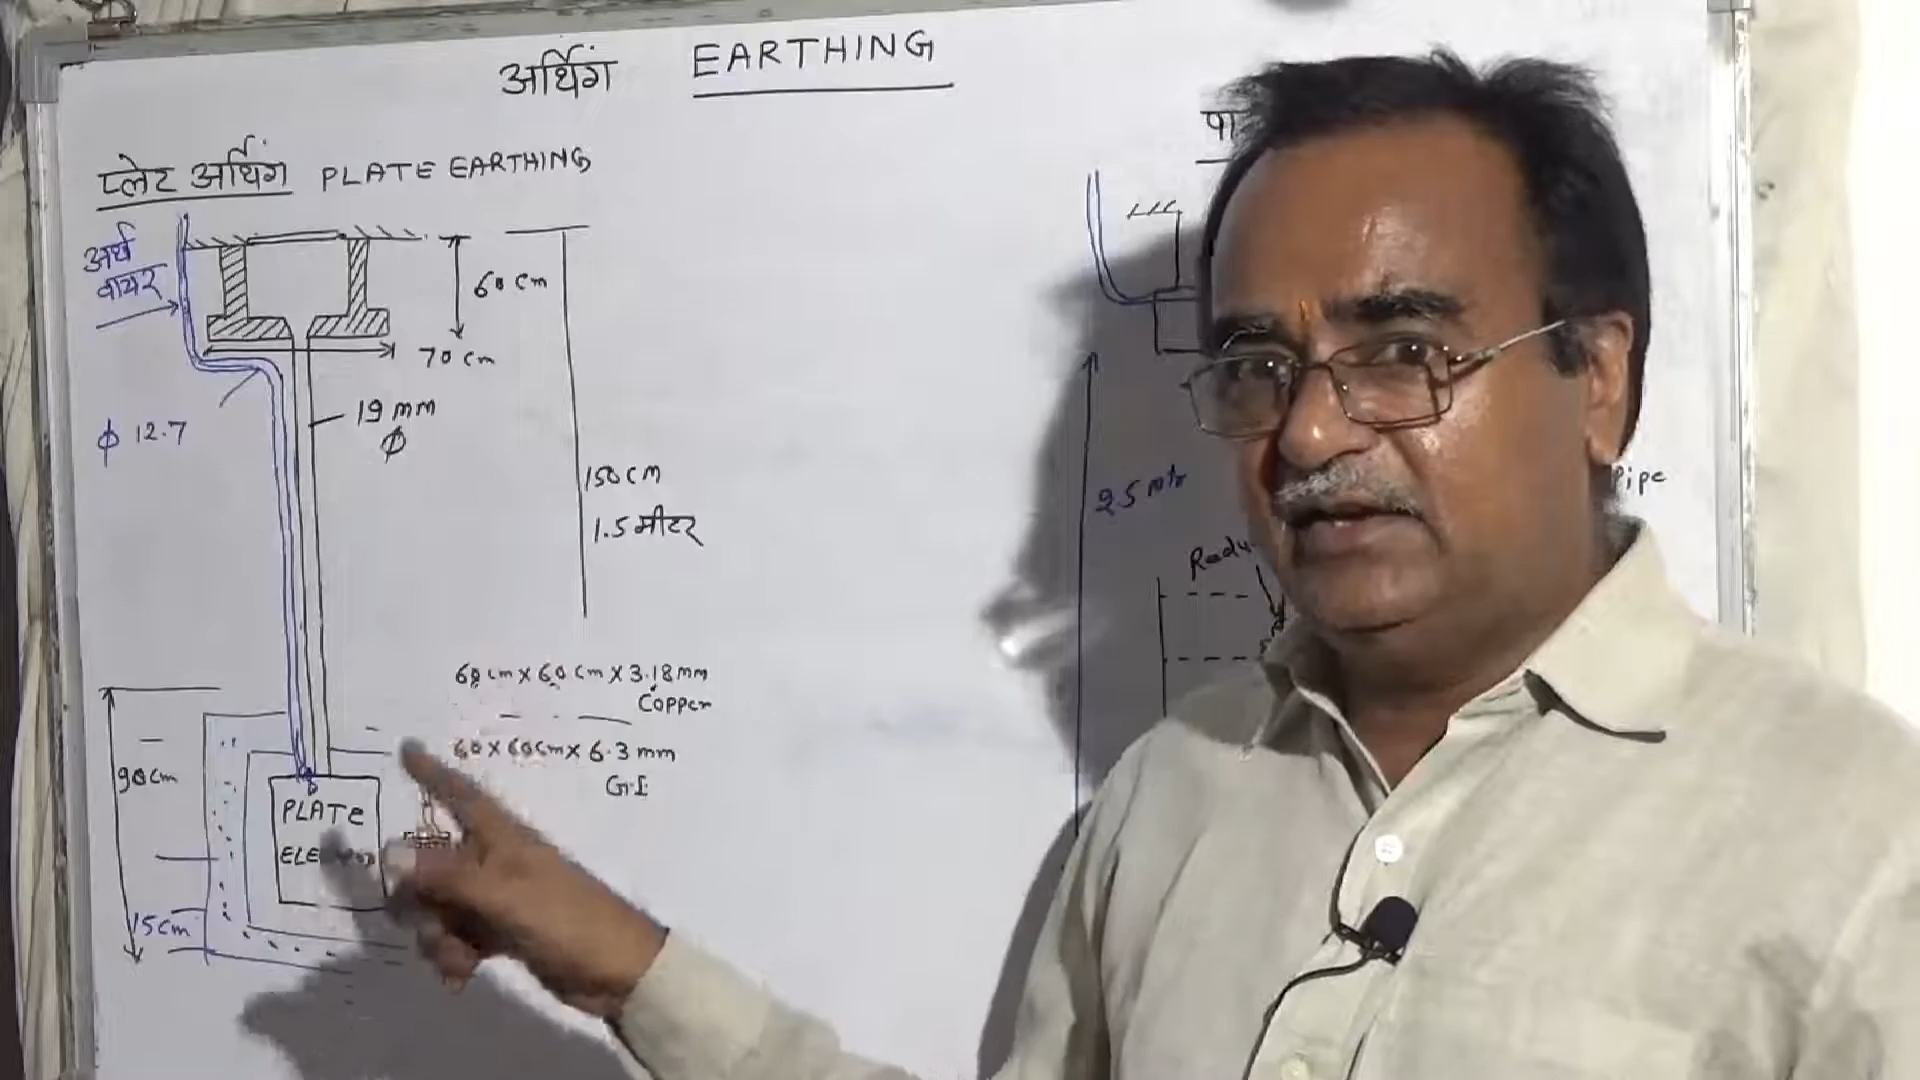 अर्थिंग EARTHING
प्लेट अर्थिंग PLATE EARTHING
अर्थ
वायर
60 cm
70 cm
19 mm
ϕ
ϕ 12.7
150 CM
1.5 मीटर
60 cm x 60 cm x 3.18 mm
Copper
60 x 60 cm x 6.3 mm
G.I
90 cm
PLATE
15 cm
2.5 mtr
Pipe